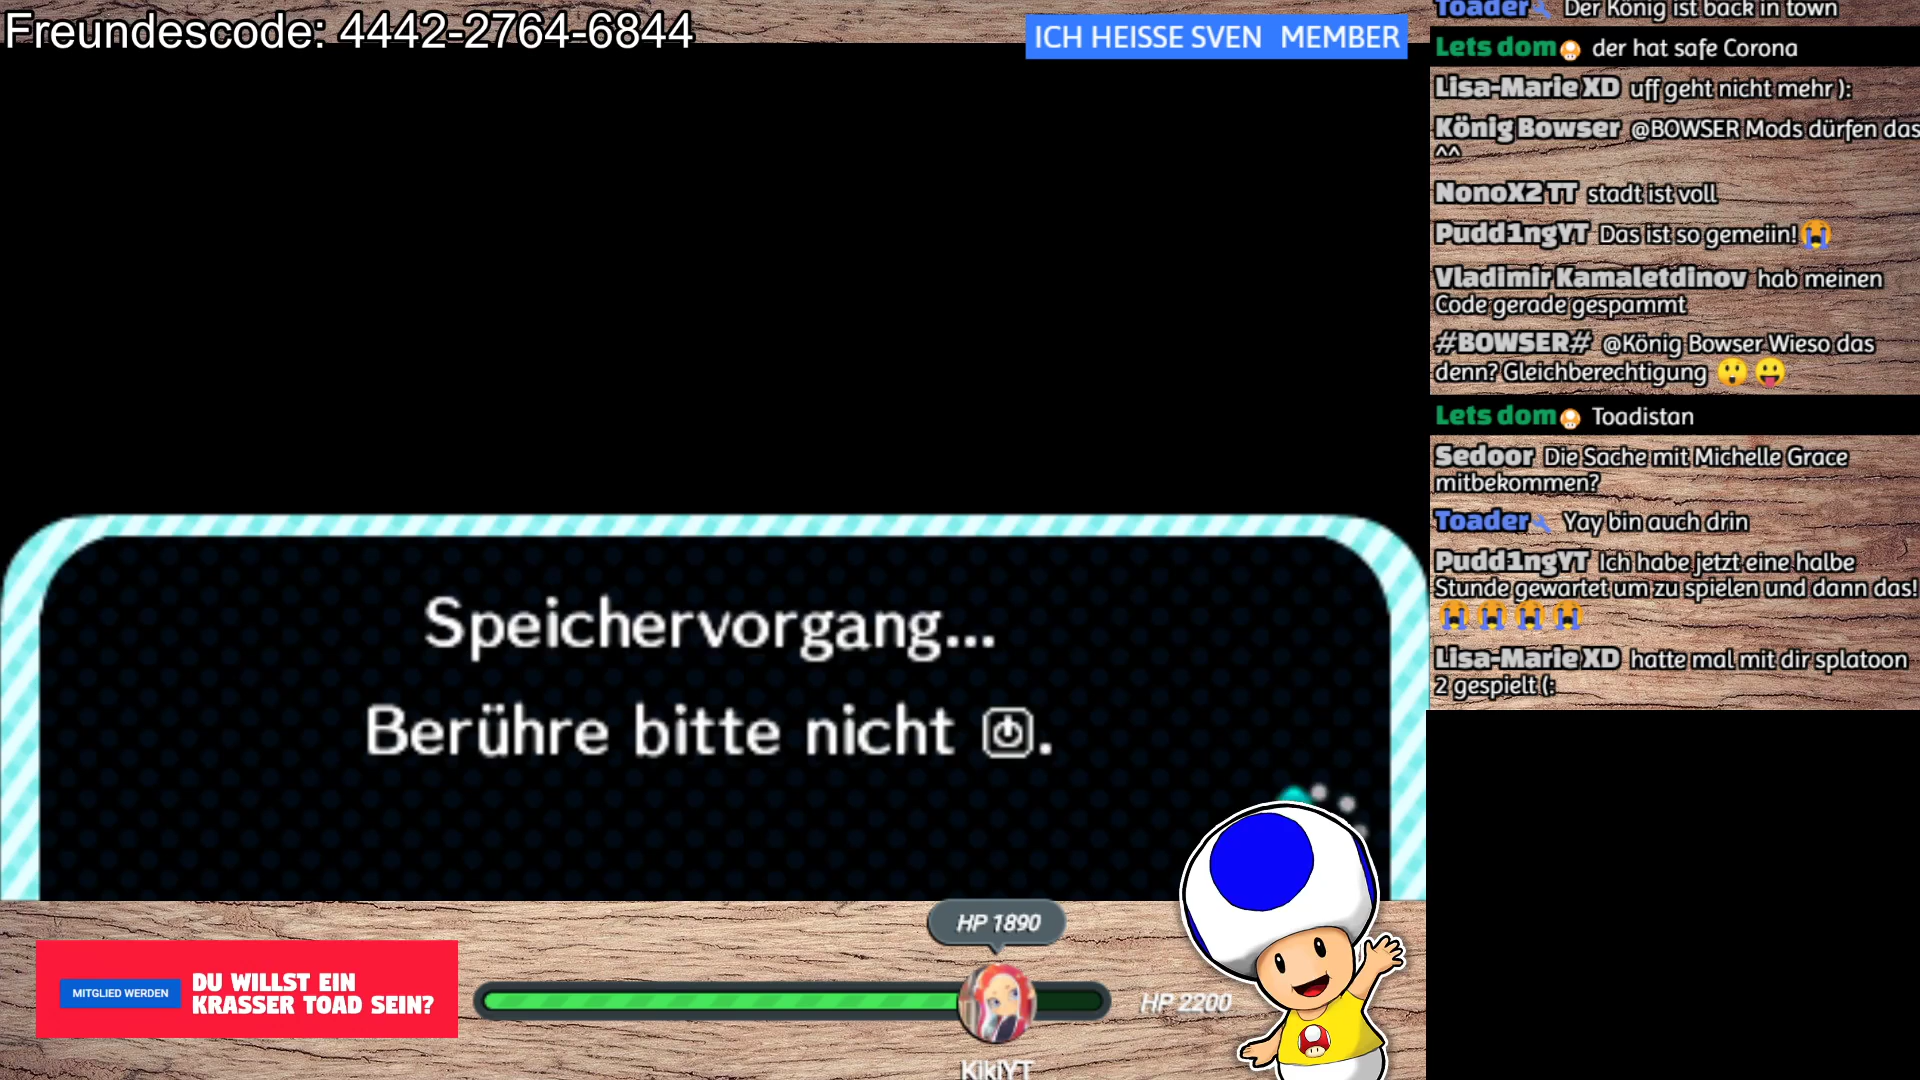 Freundescode: 4442-2764-6844
ICH HEISSE SVEN MEMBER
Speichervorgang...
Berühre bitte nicht .
HP 1890
MITGLIED WERDEN
DU WILLST EIN
KRASSER TOAD SEIN?
HP 2200
KikiYT
Toader Der König ist back in town
Lets dom der hat safe Corona
Lisa-Marie XD uff geht nicht mehr ):
König Bowser @BOWSER Mods dürfen das
^^
NonoX2 TT stadt ist voll
Pudd1ngYT Das ist so gemeiin!😭
Vladimir Kamaletdinov hab meinen
Code gerade gespammt
#BOWSER# @König Bowser Wieso das
denn? Gleichberechtigung 😲 😛
Lets dom Toadistan
Sedoor Die Sache mit Michelle Grace
mitbekommen?
Toader Yay bin auch drin
Pudd1ngYT Ich habe jetzt eine halbe
Stunde gewartet um zu spielen und dann das!
😭 😭 😭 😭
Lisa-Marie XD hatte mal mit dir splatoon
2 gespielt (: